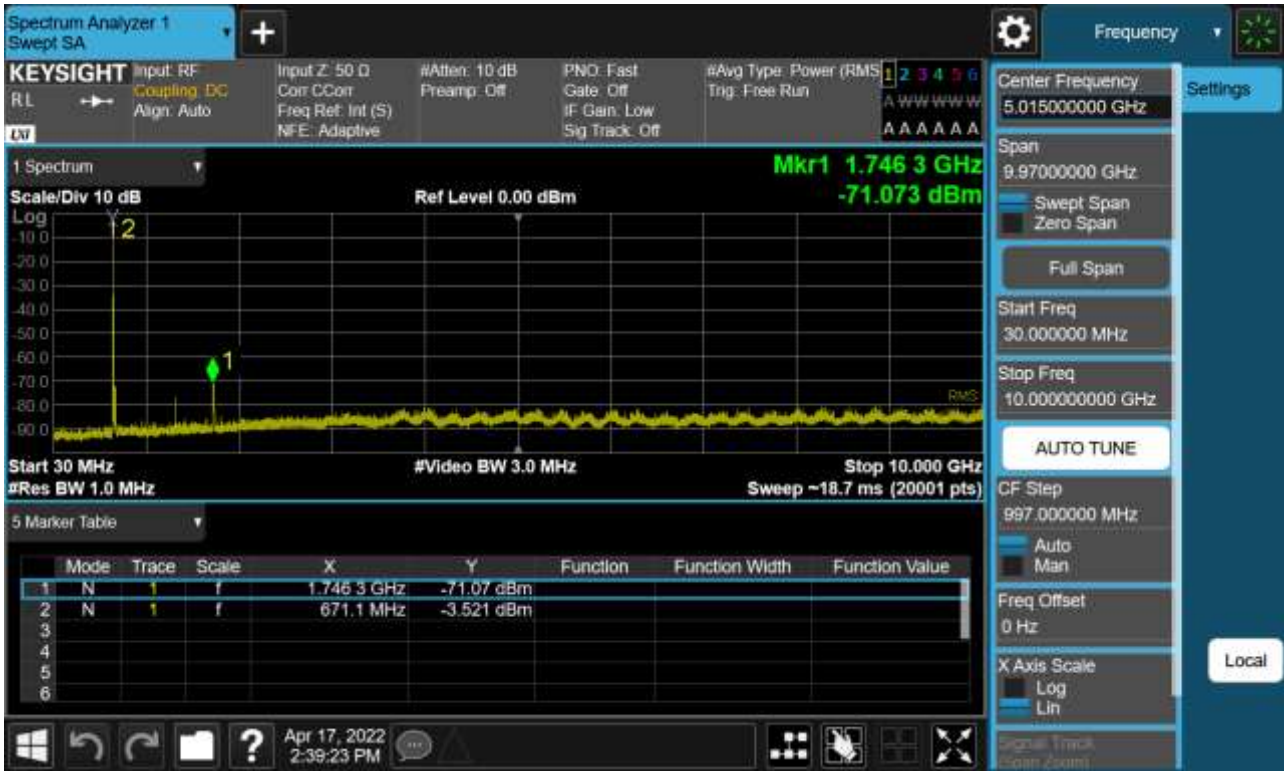 Spectrum Analyzer 1
Swept SA
+
Frequency
KEYSIGHT
RL
LXI
Input: RF
Coupling: DC
Align: Auto
Input Z: 50 Ω
Corr CCorr
Freq Ref: Int (S)
NFE: Adaptive
#Atten: 10 dB
Preamp: Off
PNO: Fast
Gate: Off
IF Gain: Low
Sig Track: Off
#Avg Type: Power (RMS
Trig: Free Run
1 2 3 4 5 6
A W W W W W
A A A A A A
1 Spectrum
Scale/Div 10 dB
Ref Level 0.00 dBm
Mkr1 1.746 3 GHz
-71.073 dBm
Log
-10.0
-20.0
-30.0
-40.0
-50.0
-60.0
-70.0
-80.0
-90.0
2
1
RMS
Start 30 MHz
#Video BW 3.0 MHz
Stop 10.000 GHz
#Res BW 1.0 MHz
Sweep ~18.7 ms (20001 pts)
5 Marker Table
Mode Trace Scale X Y Function Function Width Function Value
1 N 1 f 1.746 3 GHz -71.07 dBm
2 N 1 f 671.1 MHz -3.521 dBm
3
4
5
6
Apr 17, 2022
2:39:23 PM
?
Center Frequency
5.015000000 GHz
Settings
Span
9.97000000 GHz
Swept Span
Zero Span
Full Span
Start Freq
30.000000 MHz
Stop Freq
10.000000000 GHz
AUTO TUNE
CF Step
997.000000 MHz
Auto
Man
Freq Offset
0 Hz
X Axis Scale
Log
Lin
Local
Signal Track
(Span Zoom)